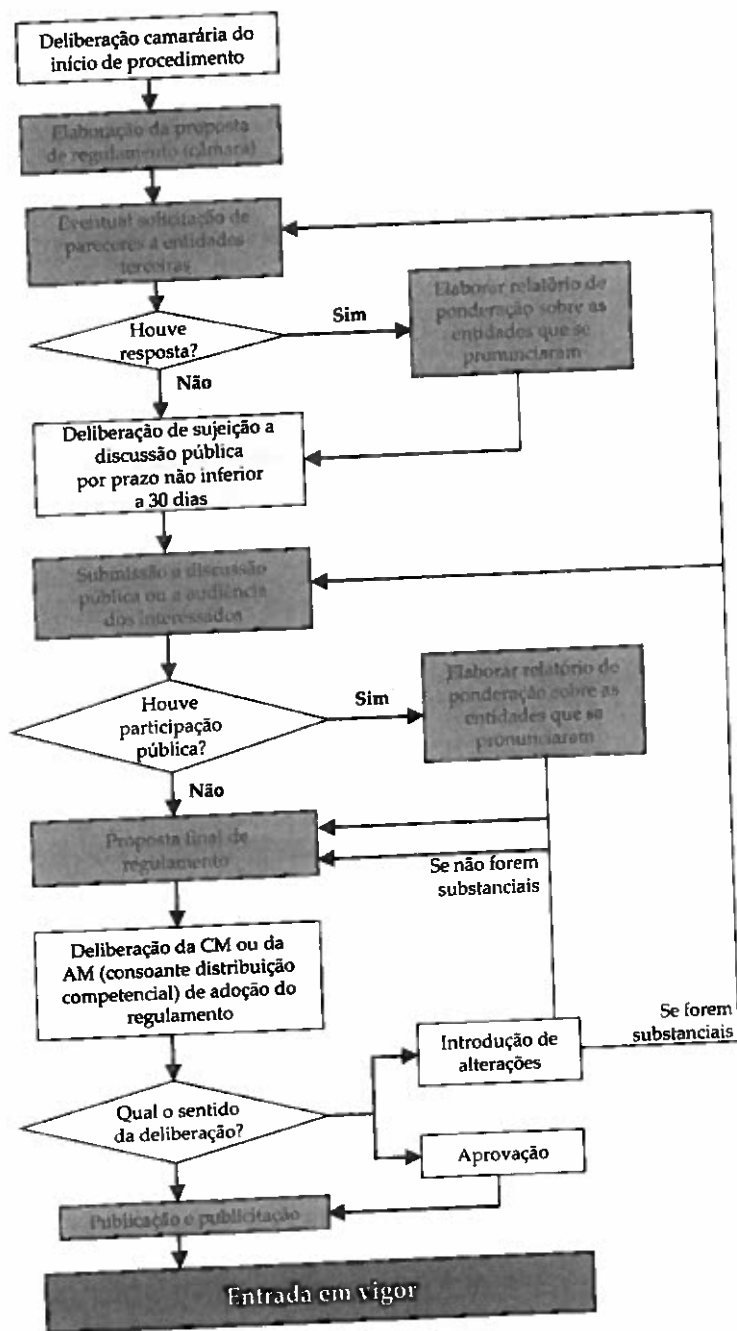 Deliberação camarária do
início de procedimento
Elaboração da proposta
de regulamento (câmara)
Eventual solicitação de
pareceres a entidades
terceiras
Houve
resposta?
Sim
Elaborar relatório de
ponderação sobre as
entidades que se
pronunciaram
Não
Deliberação de sujeição a
discussão pública
por prazo não inferior
a 30 dias
Submissão a discussão
pública ou a audiência
dos interessados
Houve
participação
pública?
Sim
Elaborar relatório de
ponderação sobre as
entidades que se
pronunciaram
Não
Proposta final de
regulamento
Se não forem
substanciais
Deliberação da CM ou da
AM (consoante distribuição
competencial) de adoção do
regulamento
Introdução de
alterações
Se forem
substanciais
Qual o sentido
da deliberação?
Aprovação
Publicação e publicitação
Entrada em vigor